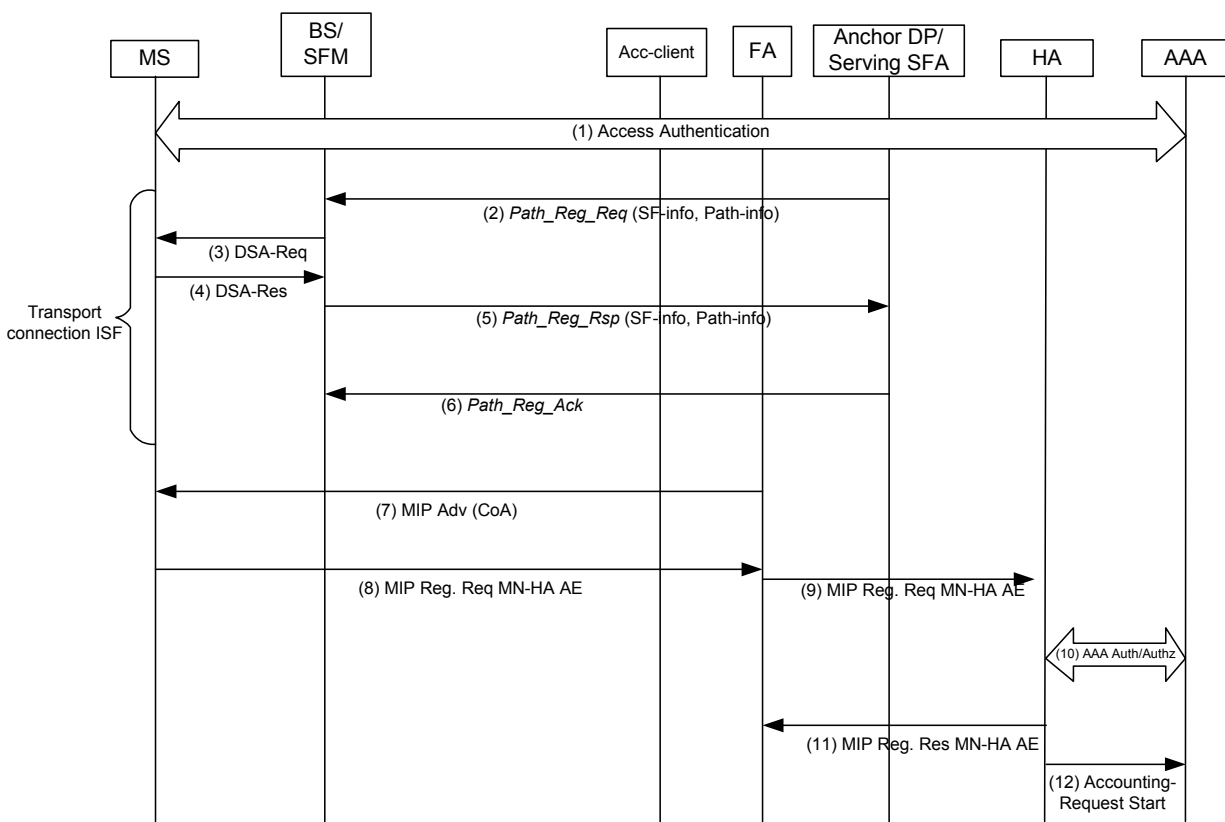 MS
BS/
SFM
Acc-client
FA
Anchor DP/
Serving SFA
HA
AAA
(1) Access Authentication
(2) Path_Reg_Req (SF-info, Path-info)
(3) DSA-Req
(4) DSA-Res
Transport
connection ISF
(5) Path_Reg_Rsp (SF-info, Path-info)
(6) Path_Reg_Ack
(7) MIP Adv (CoA)
(8) MIP Reg. Req MN-HA AE
(9) MIP Reg. Req MN-HA AE
(10) AAA Auth/Authz
(11) MIP Reg. Res MN-HA AE
(12) Accounting-
Request Start